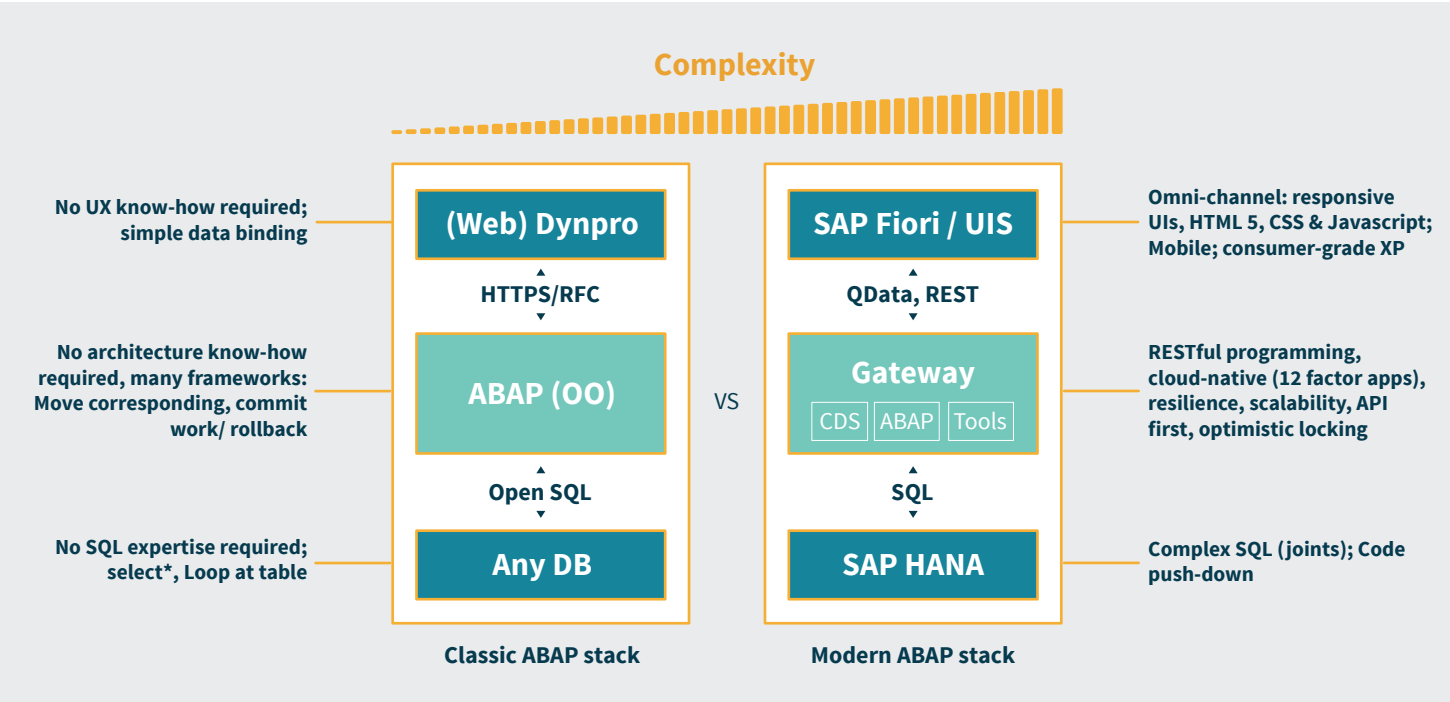 Complexity
No UX know-how required;
simple data binding
(Web) Dynpro
HTTPS/RFC
No architecture know-how
required, many frameworks:
Move corresponding, commit
work/ rollback
ABAP (OO)
Open SQL
No SQL expertise required;
select*, Loop at table
Any DB
Classic ABAP stack
VS
SAP Fiori / UIS
Omni-channel: responsive
UIs, HTML 5, CSS & Javascript;
Mobile; consumer-grade XP
QData, REST
Gateway
CDS ABAP Tools
RESTful programming,
cloud-native (12 factor apps),
resilience, scalability, API
first, optimistic locking
SQL
SAP HANA
Complex SQL (joints); Code
push-down
Modern ABAP stack